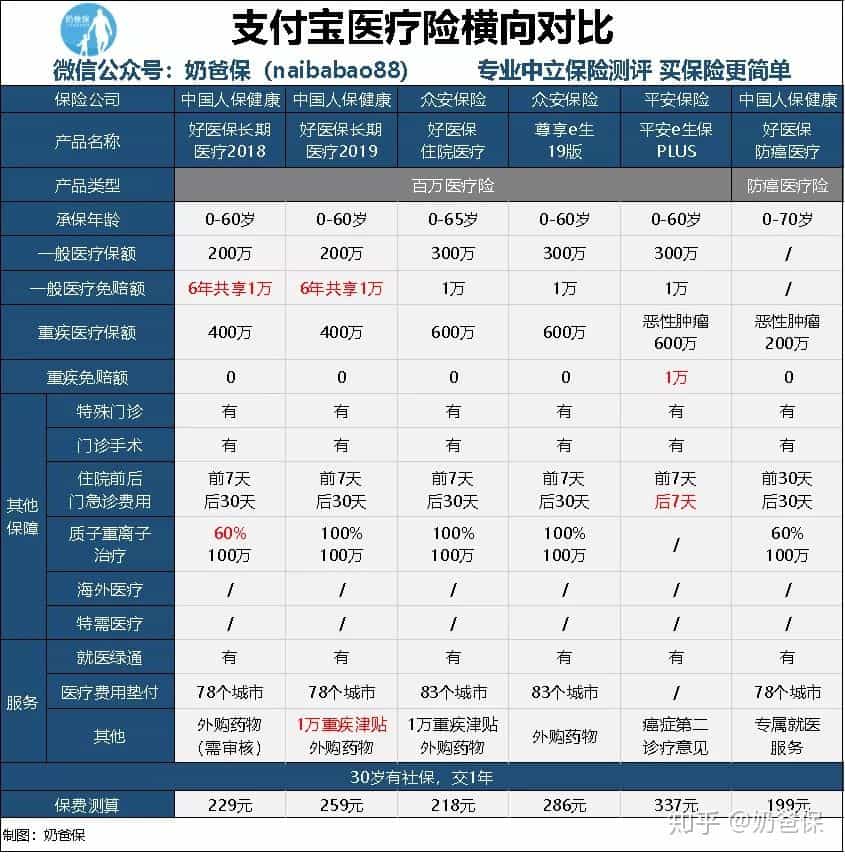 奶爸保
支付宝医疗险横向对比
微信公众号：奶爸保（naibabao88） 专业中立保险测评 买保险更简单
保险公司 中国人保健康 中国人保健康 众安保险 众安保险 平安保险 中国人保健康
产品名称 好医保长期 好医保长期 好医保 尊享e生 平安e生保 好医保
医疗2018 医疗2019 住院医疗 19版 PLUS 防癌医疗
产品类型 百万医疗险 防癌医疗险
承保年龄 0-60岁 0-60岁 0-65岁 0-60岁 0-60岁 0-70岁
一般医疗保额 200万 200万 300万 300万 300万 /
一般医疗免赔额 6年共享1万 6年共享1万 1万 1万 1万 /
重疾医疗保额 400万 400万 600万 600万 恶性肿瘤 恶性肿瘤
600万 200万
重疾免赔额 0 0 0 0 1万 0
其他
保障
特殊门诊 有 有 有 有 有 有
门诊手术 有 有 有 有 有 有
住院前后 前7天 前7天 前7天 前7天 前7天 前30天
门急诊费用 后30天 后30天 后30天 后30天 后7天 后30天
质子重离子 60% 100% 100% 100% / 60%
治疗 100万 100万 100万 100万 100万
海外医疗 / / / / / /
特需医疗 / / / / / /
服务
就医绿通 有 有 有 有 有 有
医疗费用垫付 78个城市 78个城市 83个城市 83个城市 / 78个城市
其他 外购药物 1万重疾津贴 1万重疾津贴 外购药物 癌症第二 专属就医
（需审核） 外购药物 外购药物 诊疗意见 服务
30岁有社保，交1年
保费测算 229元 259元 218元 286元 337元 199元
制图：奶爸保
知乎 @奶爸保